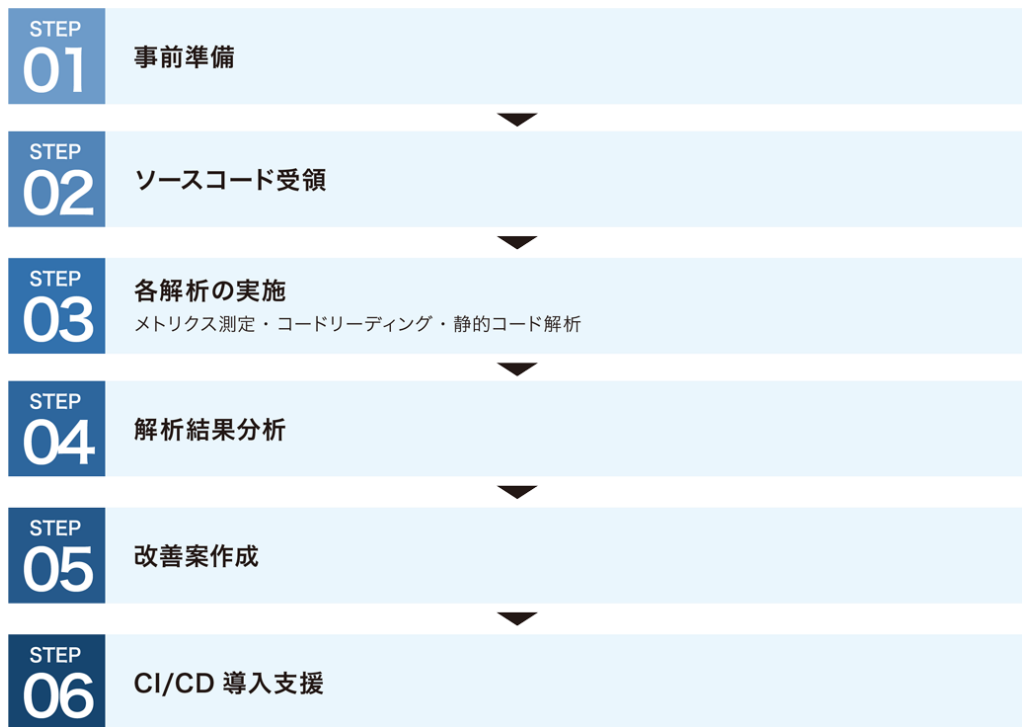 STEP
01
事前準備
STEP
02
ソースコード受領
STEP
03
各解析の実施
メトリクス測定・コードリーディング・静的コード解析
STEP
04
解析結果分析
STEP
05
改善案作成
STEP
06
CI/CD 導入支援